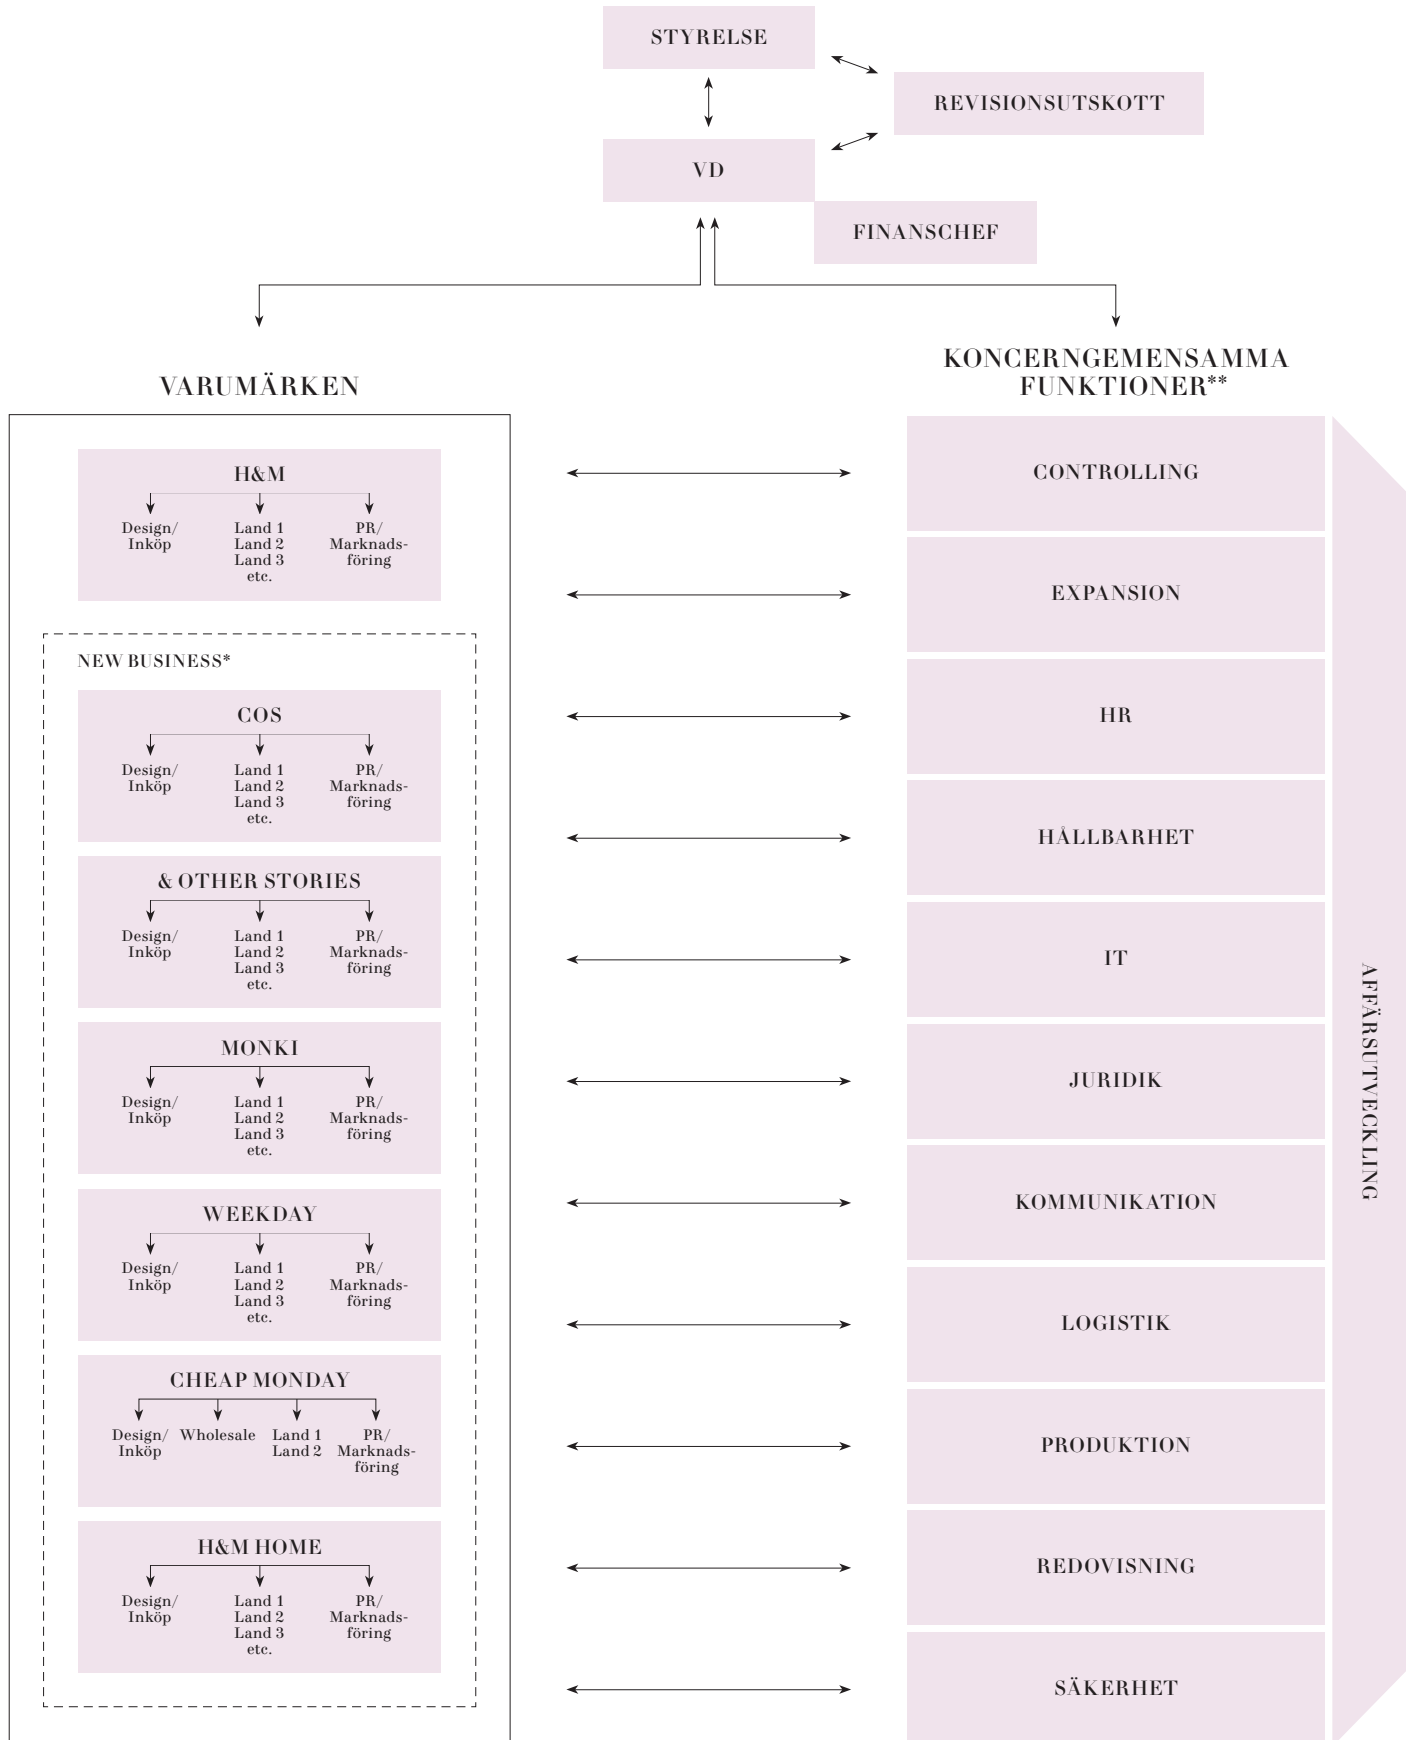 STYRELSE
REVISIONSUTSKOTT
VD
FINANSCHEF
VARUMÄRKEN
KONCERNGEMENSAMMA
FUNKTIONER**
H&M
Design/
Inköp
Land 1
Land 2
Land 3
etc.
PR/
Marknads-
föring
NEW BUSINESS*
COS
Design/
Inköp
Land 1
Land 2
Land 3
etc.
PR/
Marknads-
föring
& OTHER STORIES
Design/
Inköp
Land 1
Land 2
Land 3
etc.
PR/
Marknads-
föring
MONKI
Design/
Inköp
Land 1
Land 2
Land 3
etc.
PR/
Marknads-
föring
WEEKDAY
Design/
Inköp
Land 1
Land 2
Land 3
etc.
PR/
Marknads-
föring
CHEAP MONDAY
Design/
Inköp
Wholesale
Land 1
Land 2
PR/
Marknads-
föring
H&M HOME
Design/
Inköp
Land 1
Land 2
Land 3
etc.
PR/
Marknads-
föring
CONTROLLING
EXPANSION
HR
HÅLLBARHET
IT
JURIDIK
KOMMUNIKATION
LOGISTIK
PRODUKTION
REDOVISNING
SÄKERHET
AFFÄRSUTVECKLING